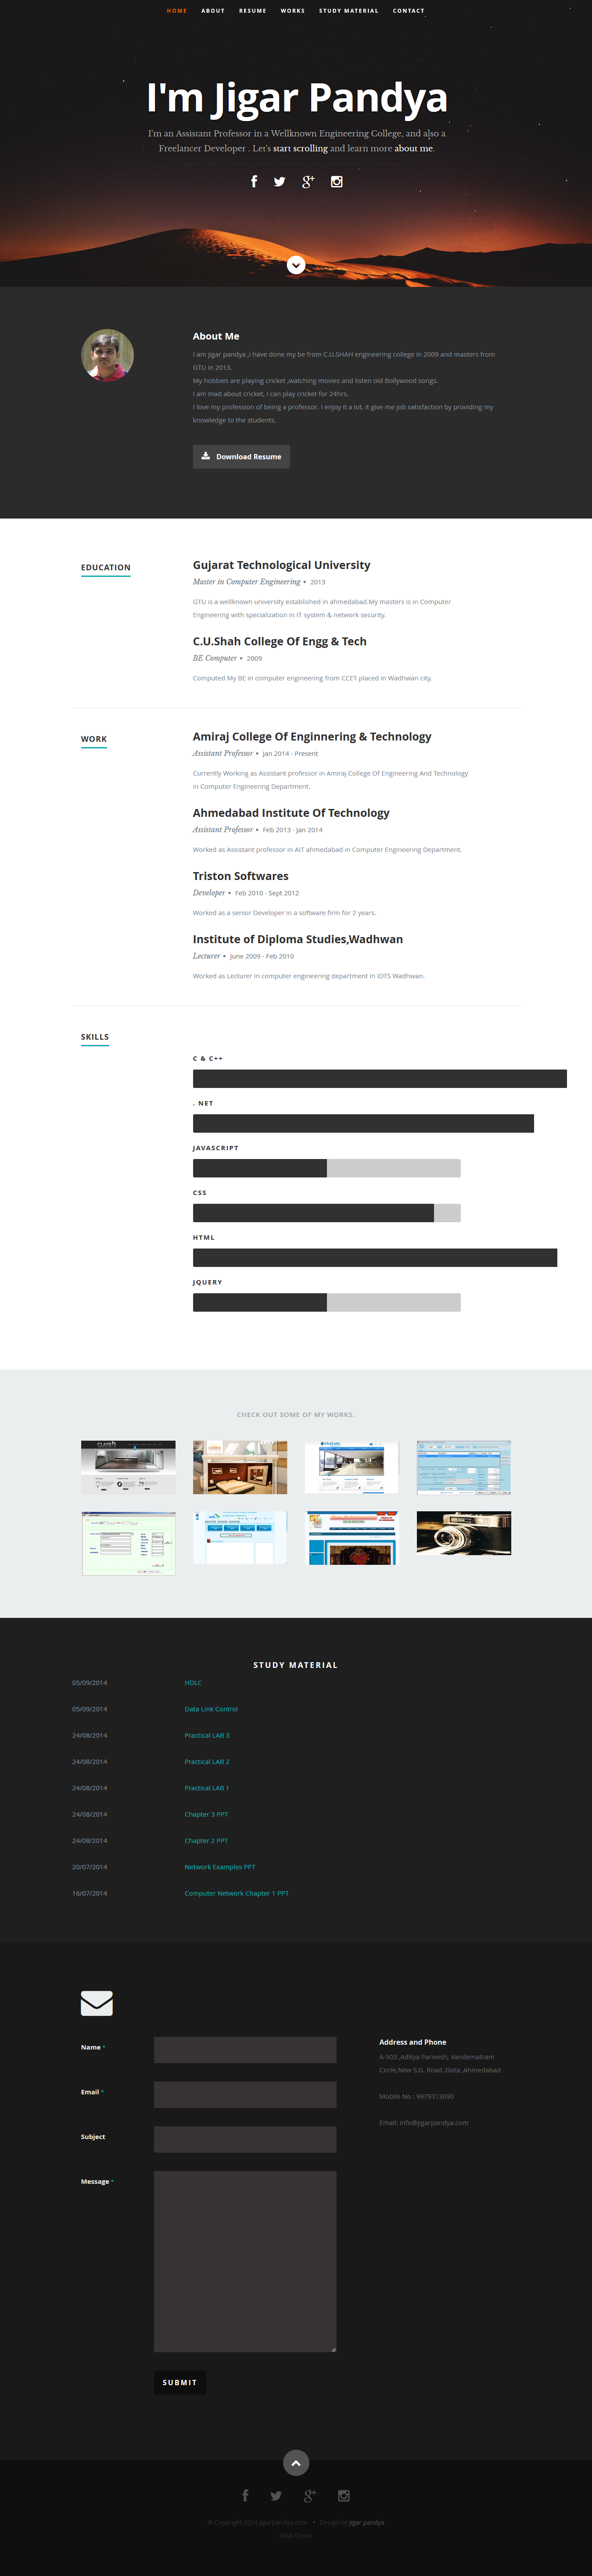 HOME ABOUT RESUME WORKS STUDY MATERIAL CONTACT
I'm Jigar Pandya
I'm an Assistant Professor in a Wellknown Engineering College, and also a
Freelancer Developer . Let's start scrolling and learn more about me.
About Me
I am jigar pandya ,i have done my be from C.U.SHAH engineering college in 2009 and masters from
GTU in 2013.
My hobbies are playing cricket ,watching movies and listen old Bollywood songs.
I am mad about cricket, I can play cricket for 24hrs.
I love my profession of being a professor. I enjoy it a lot, it give me job satisfaction by providing my
knowledge to the students.
Download Resume
EDUCATION
Gujarat Technological University
Master in Computer Engineering • 2013
GTU is a wellknown university established in ahmedabad.My masters is in Computer
Engineering with specialization in IT system & network security.
C.U.Shah College Of Engg & Tech
BE Computer • 2009
Computed My BE in computer engineering from CCET placed in Wadhwan city.
WORK
Amiraj College Of Enginnering & Technology
Assistant Professor • Jan 2014 - Present
Currently Working as Assistant professor in Amiraj College Of Engineering And Technology
in Computer Engineering Department.
Ahmedabad Institute Of Technology
Assistant Professor • Feb 2013 - Jan 2014
Worked as Assistant professor in AIT ahmedabad in Computer Engineering Department.
Triston Softwares
Developer • Feb 2010 - Sept 2012
Worked as a senior Developer in a software firm for 2 years.
Institute of Diploma Studies,Wadhwan
Lecturer • June 2009 - Feb 2010
Worked as Lecturer in computer engineering department in IOTS Wadhwan.
SKILLS
C & C++
. NET
JAVASCRIPT
CSS
HTML
JQUERY
CHECK OUT SOME OF MY WORKS.
STUDY MATERIAL
05/09/2014 HDLC
05/09/2014 Data Link Control
24/08/2014 Practical LAB 3
24/08/2014 Practical LAB 2
24/08/2014 Practical LAB 1
24/08/2014 Chapter 3 PPT
24/08/2014 Chapter 2 PPT
20/07/2014 Network Examples PPT
16/07/2014 Computer Network Chapter 1 PPT
Name *
Email *
Subject
Message *
SUBMIT
Address and Phone
A-503 ,Aditya Parivesh, Vandematram
Circle,New S.G. Road ,Gota ,Ahmedabad
Mobile No : 9979313090
Email: info@jigarpandya.com
© Copyright 2014 jigarpandya.com • Design by jigar pandya
Total Count: